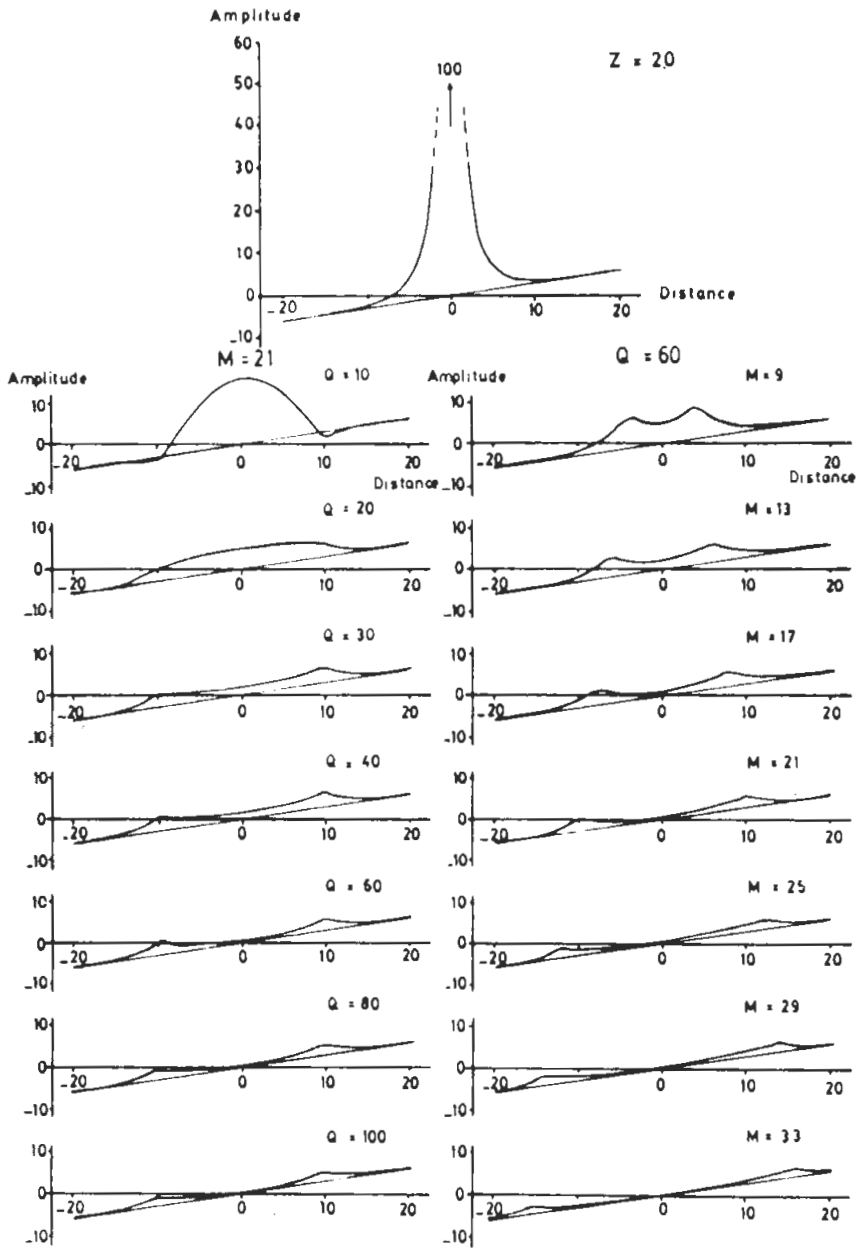 Amplitude
60
Z = 20
100
50
40
30
20
10
0
-20 0 10 20 Distance
-10
M = 21 Q = 60
Amplitude Q = 10 Amplitude M = 9
10 10
0 0
-20 0 10 20 -20 0 10 20
-10 Distance -10 Distance
Q = 20 M = 13
10 10
0 0
-20 0 10 20 -20 0 10 20
-10 -10
Q = 30 M = 17
10 10
0 0
-20 0 10 20 -20 0 10 20
-10 -10
Q = 40 M = 21
10 10
0 0
-20 0 10 20 -20 0 10 20
-10 -10
Q = 60 M = 25
10 10
0 0
-20 0 10 20 -20 0 10 20
-10 -10
Q = 80 M = 29
10 10
0 0
-20 0 10 20 -20 0 10 20
-10 -10
Q = 100 M = 33
10 10
0 0
-20 0 10 20 -20 0 10 20
-10 -10